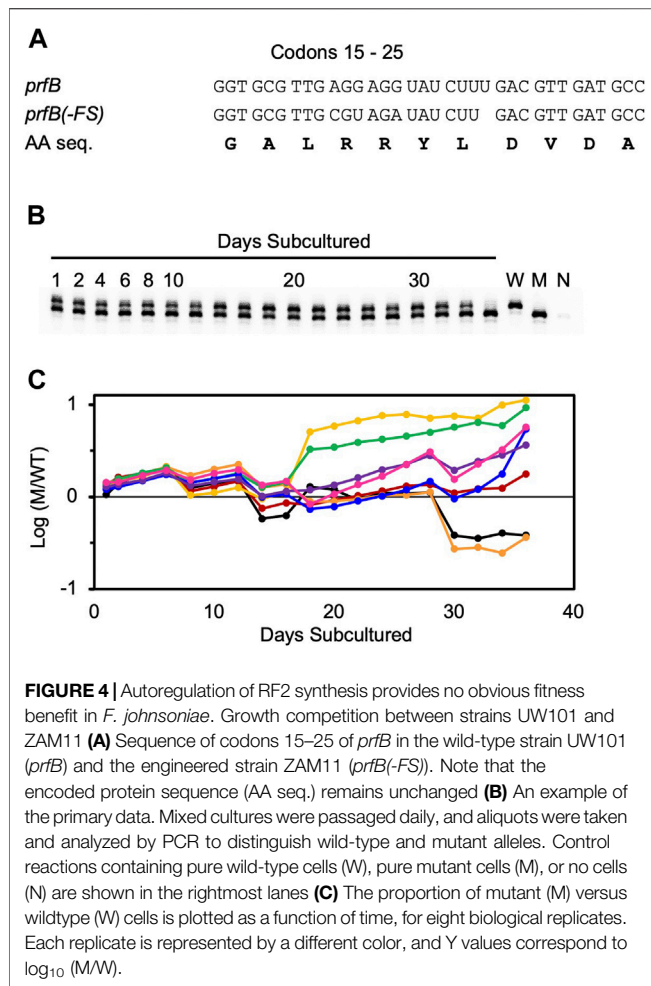 A
Codons 15 - 25
prfB GGT GCG TTG AGG AGG UAU CUUU GAC GTT GAT GCC
prfB(-FS) GGT GCG TTG CGU AGA UAU CUU GAC GTT GAT GCC
AA seq. G A L R R Y L D V D A
B
Days Subcultured
1 2 4 6 8 10 20 30 W M N
C
1
0
-1
Log (M/WT)
0 10 20 30 40
Days Subcultured
FIGURE 4 | Autoregulation of RF2 synthesis provides no obvious fitness
benefit in F. johnsoniae. Growth competition between strains UW101 and
ZAM11 (A) Sequence of codons 15–25 of prfB in the wild-type strain UW101
(prfB) and the engineered strain ZAM11 (prfB(-FS)). Note that the
encoded protein sequence (AA seq.) remains unchanged (B) An example of
the primary data. Mixed cultures were passaged daily, and aliquots were taken
and analyzed by PCR to distinguish wild-type and mutant alleles. Control
reactions containing pure wild-type cells (W), pure mutant cells (M), or no cells
(N) are shown in the rightmost lanes (C) The proportion of mutant (M) versus
wildtype (W) cells is plotted as a function of time, for eight biological replicates.
Each replicate is represented by a different color, and Y values correspond to
log₁₀ (M/W).